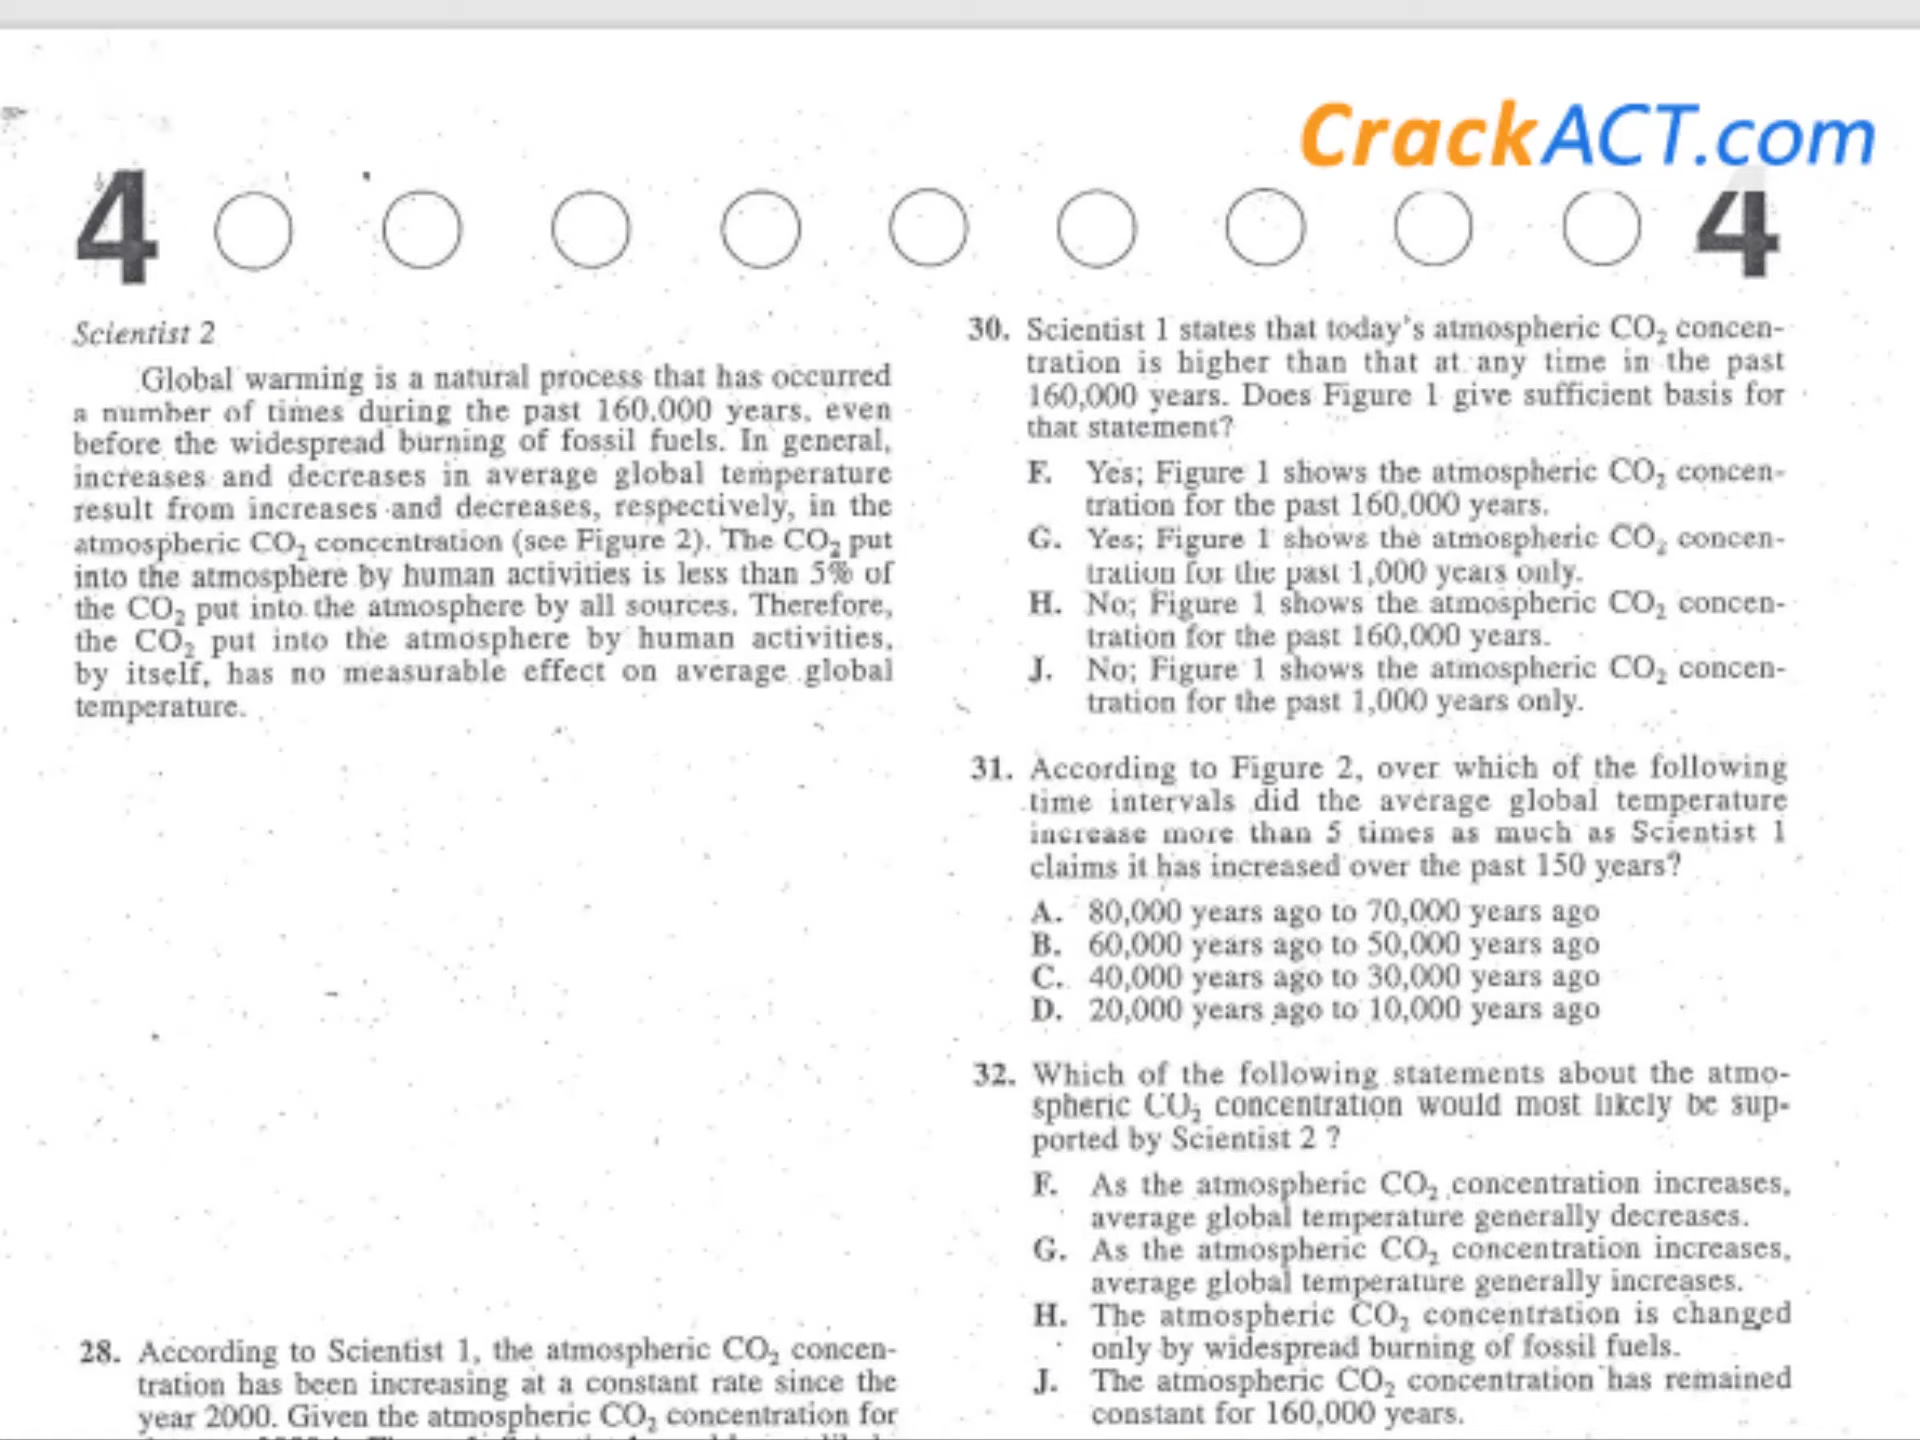 CrackACT.com
4 4
Scientist 2
Global warming is a natural process that has occurred
a number of times during the past 160,000 years, even
before the widespread burning of fossil fuels. In general,
increases and decreases in average global temperature
result from increases and decreases, respectively, in the
atmospheric CO₂ concentration (see Figure 2). The CO₂ put
into the atmosphere by human activities is less than 5% of
the CO₂ put into the atmosphere by all sources. Therefore,
the CO₂ put into the atmosphere by human activities,
by itself, has no measurable effect on average global
temperature.
28. According to Scientist 1, the atmospheric CO₂ concen-
tration has been increasing at a constant rate since the
year 2000. Given the atmospheric CO₂ concentration for
30. Scientist 1 states that today's atmospheric CO₂ concen-
tration is higher than that at any time in the past
160,000 years. Does Figure 1 give sufficient basis for
that statement?
F. Yes; Figure 1 shows the atmospheric CO₂ concen-
tration for the past 160,000 years.
G. Yes; Figure 1 shows the atmospheric CO₂ concen-
tration for the past 1,000 years only.
H. No; Figure 1 shows the atmospheric CO₂ concen-
tration for the past 160,000 years.
J. No; Figure 1 shows the atmospheric CO₂ concen-
tration for the past 1,000 years only.
31. According to Figure 2, over which of the following
time intervals did the average global temperature
increase more than 5 times as much as Scientist 1
claims it has increased over the past 150 years?
A. 80,000 years ago to 70,000 years ago
B. 60,000 years ago to 50,000 years ago
C. 40,000 years ago to 30,000 years ago
D. 20,000 years ago to 10,000 years ago
32. Which of the following statements about the atmo-
spheric CO₂ concentration would most likely be sup-
ported by Scientist 2 ?
F. As the atmospheric CO₂ concentration increases,
average global temperature generally decreases.
G. As the atmospheric CO₂ concentration increases,
average global temperature generally increases.
H. The atmospheric CO₂ concentration is changed
only by widespread burning of fossil fuels.
J. The atmospheric CO₂ concentration has remained
constant for 160,000 years.